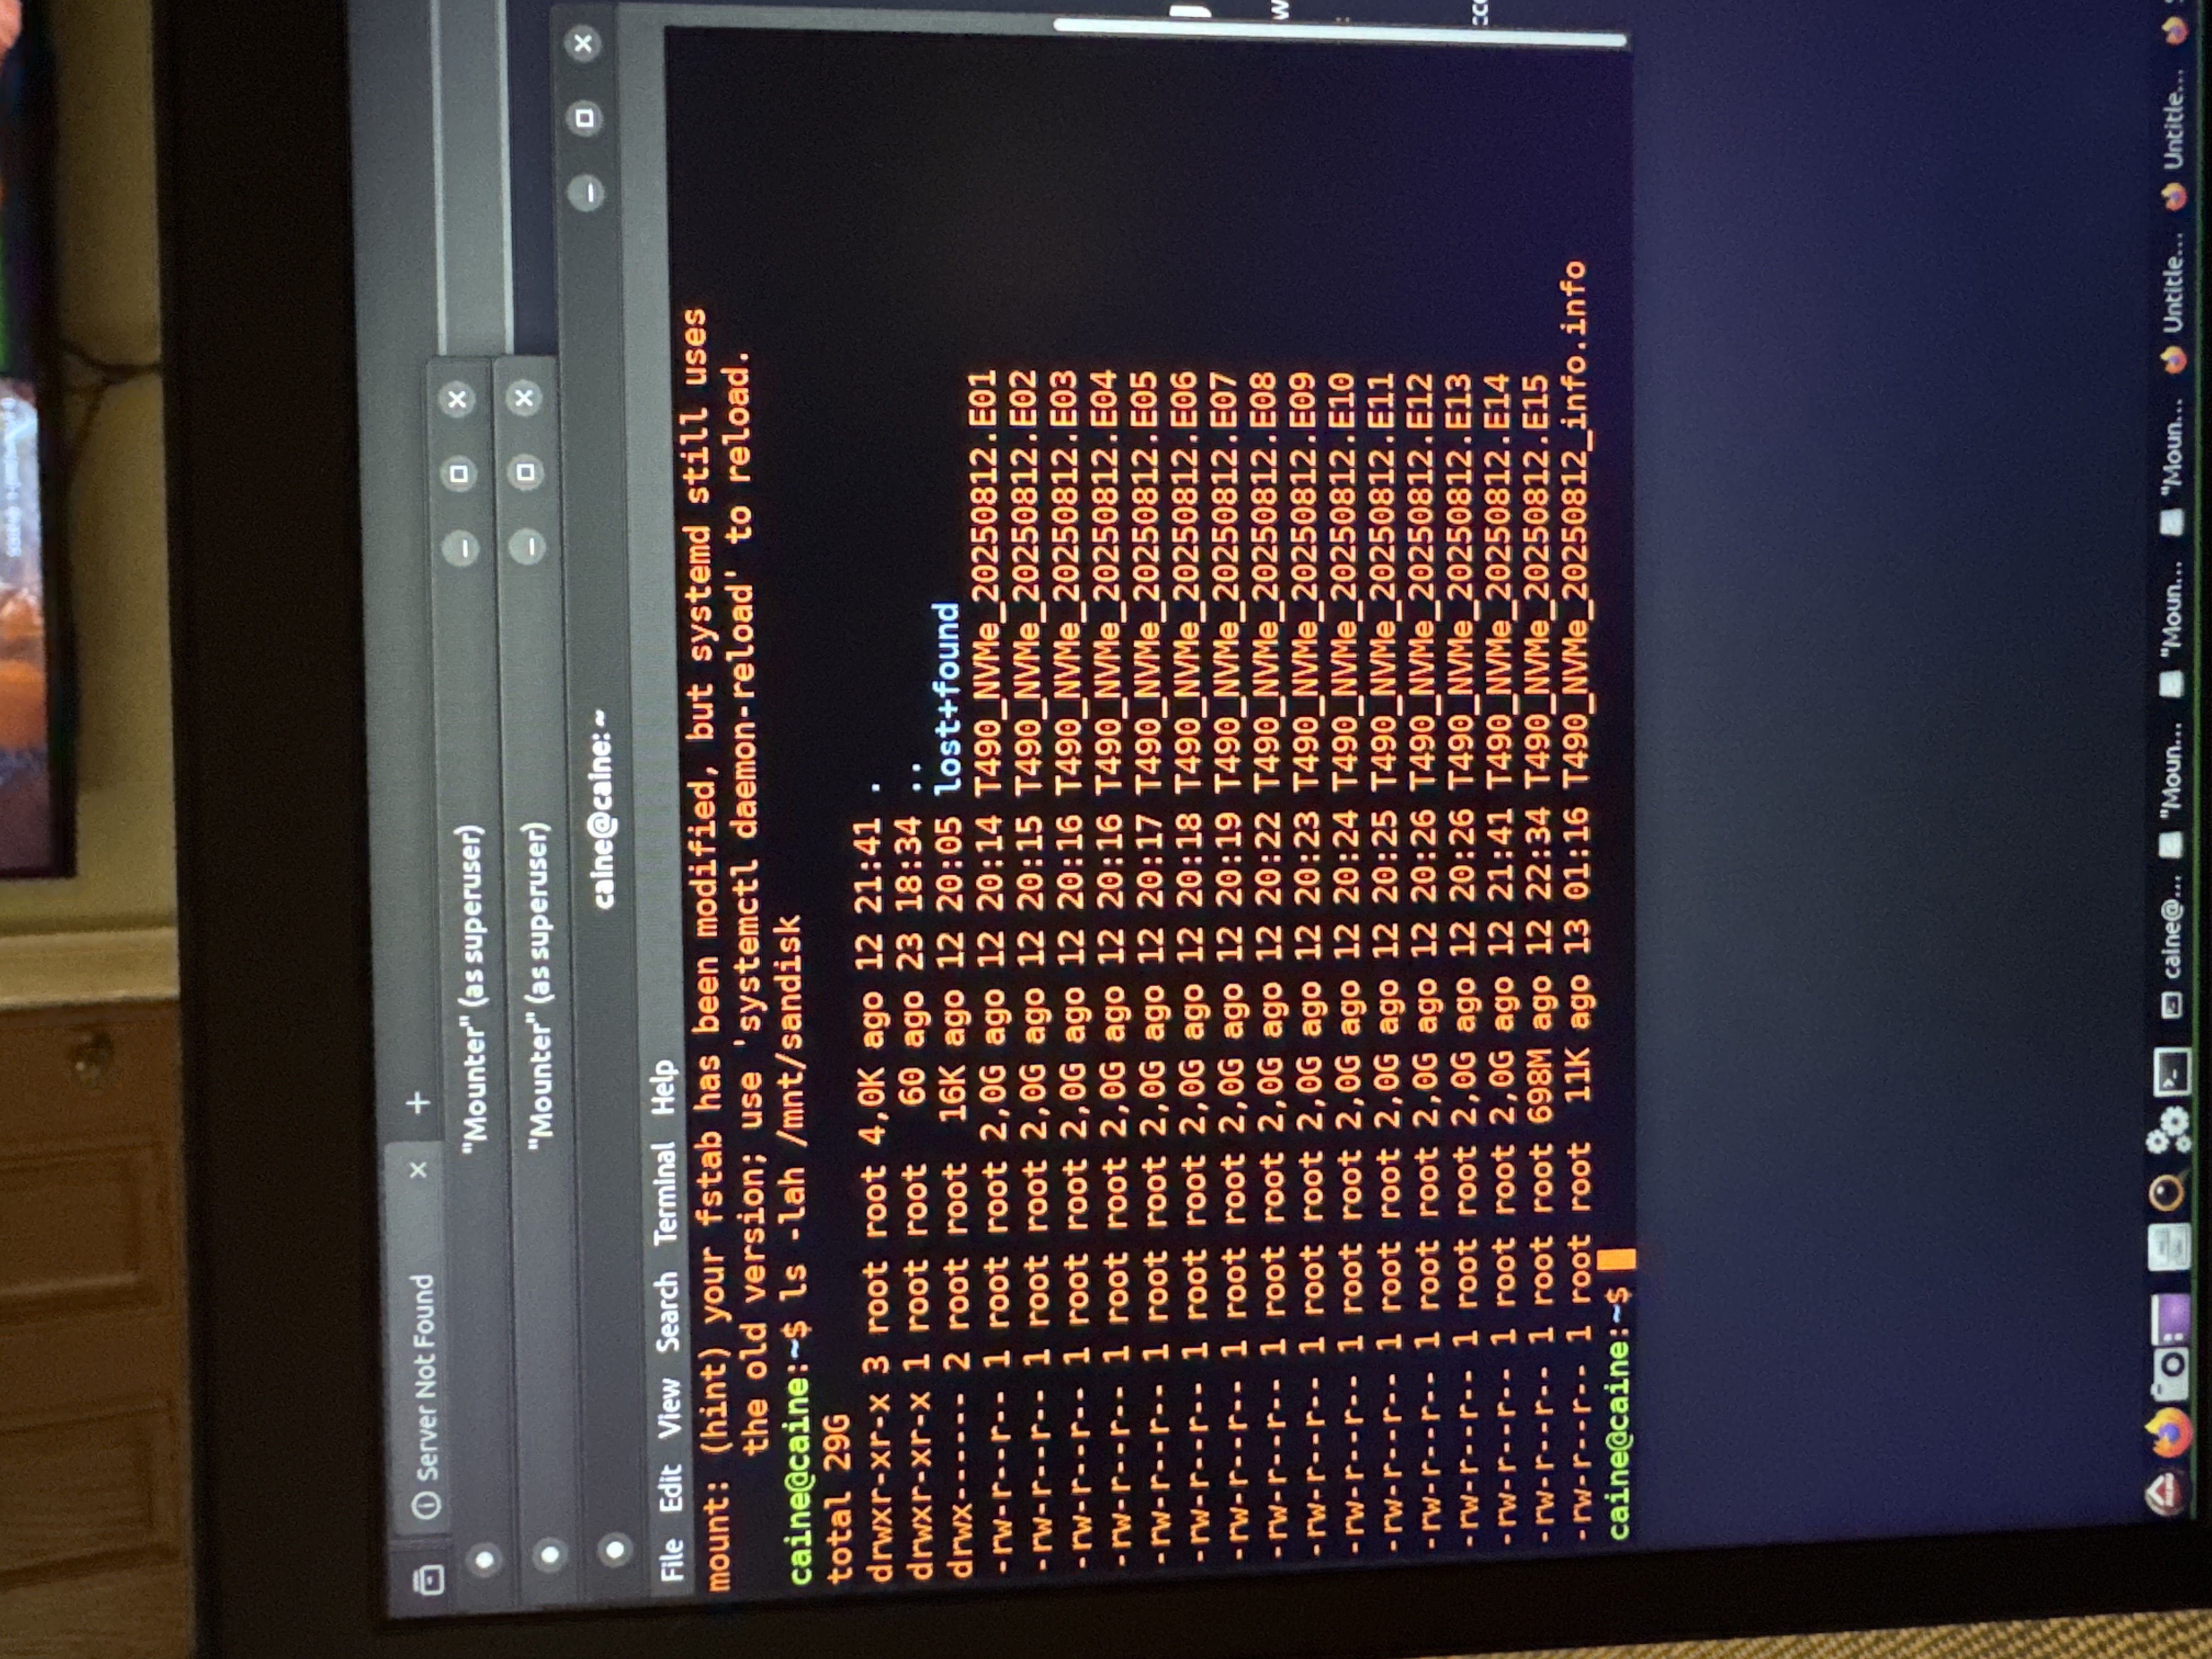 Server Not Found
"Mounter" (as superuser)
"Mounter" (as superuser)
caine@caine: ~
File Edit View Search Terminal Help
mount: (hint) your fstab has been modified, but systemd still uses
the old version; use 'systemctl daemon-reload' to reload.
caine@caine:~$ ls -lah /mnt/sandisk
total 29G
drwxr-xr-x 3 root root 4,0K ago 12 21:41 .
drwxr-xr-x 1 root root 60 ago 23 18:34 ..
drwx------ 2 root root 16K ago 12 20:05 lost+found
-rw-r--r-- 1 root root 2,0G ago 12 20:14 T490_NVMe_20250812.E01
-rw-r--r-- 1 root root 2,0G ago 12 20:15 T490_NVMe_20250812.E02
-rw-r--r-- 1 root root 2,0G ago 12 20:16 T490_NVMe_20250812.E03
-rw-r--r-- 1 root root 2,0G ago 12 20:16 T490_NVMe_20250812.E04
-rw-r--r-- 1 root root 2,0G ago 12 20:17 T490_NVMe_20250812.E05
-rw-r--r-- 1 root root 2,0G ago 12 20:18 T490_NVMe_20250812.E06
-rw-r--r-- 1 root root 2,0G ago 12 20:19 T490_NVMe_20250812.E07
-rw-r--r-- 1 root root 2,0G ago 12 20:22 T490_NVMe_20250812.E08
-rw-r--r-- 1 root root 2,0G ago 12 20:23 T490_NVMe_20250812.E09
-rw-r--r-- 1 root root 2,0G ago 12 20:24 T490_NVMe_20250812.E10
-rw-r--r-- 1 root root 2,0G ago 12 20:25 T490_NVMe_20250812.E11
-rw-r--r-- 1 root root 2,0G ago 12 20:26 T490_NVMe_20250812.E12
-rw-r--r-- 1 root root 2,0G ago 12 20:26 T490_NVMe_20250812.E13
-rw-r--r-- 1 root root 2,0G ago 12 21:41 T490_NVMe_20250812.E14
-rw-r--r-- 1 root root 698M ago 12 22:34 T490_NVMe_20250812.E15
-rw-r--r-- 1 root root 11K ago 13 01:16 T490_NVMe_20250812_info.info
caine@caine:~$
caine@... "Moun... "Moun... "Moun... Untitle... Untitle...